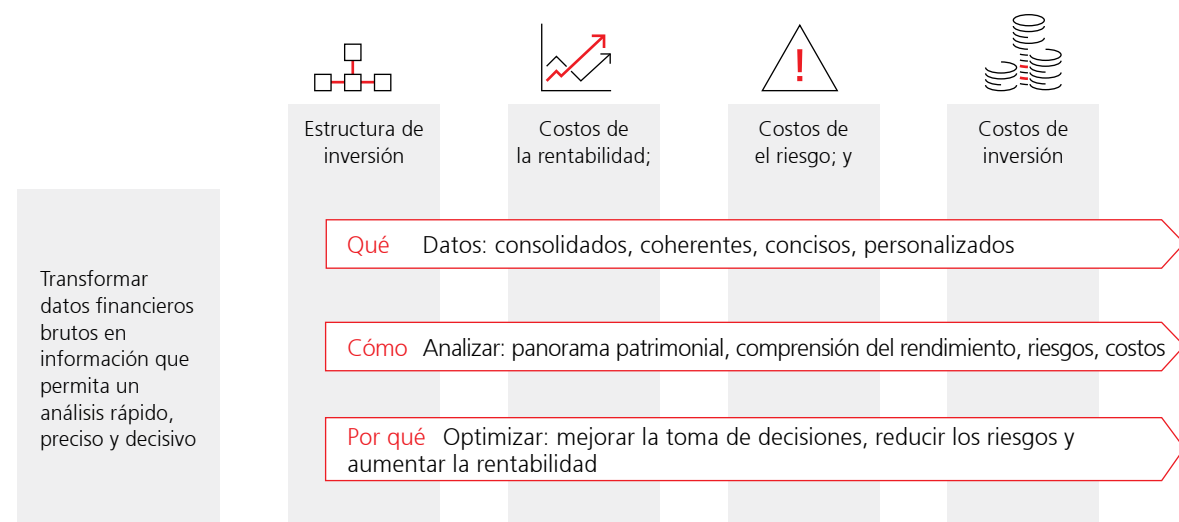 Estructura de
inversión
Costos de
la rentabilidad;
Costos de
el riesgo; y
Costos de
inversión
Transformar
datos financieros
brutos en
información que
permita un
análisis rápido,
preciso y decisivo
Qué Datos: consolidados, coherentes, concisos, personalizados
Cómo Analizar: panorama patrimonial, comprensión del rendimiento, riesgos, costos
Por qué Optimizar: mejorar la toma de decisiones, reducir los riesgos y
aumentar la rentabilidad